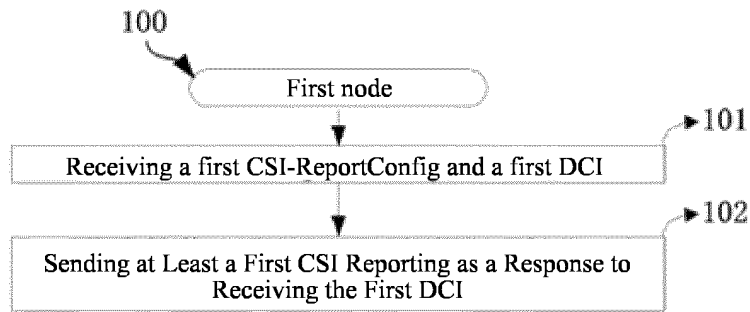 100
First node
101
Receiving a first CSI-ReportConfig and a first DCI
102
Sending at Least a First CSI Reporting as a Response to
Receiving the First DCI